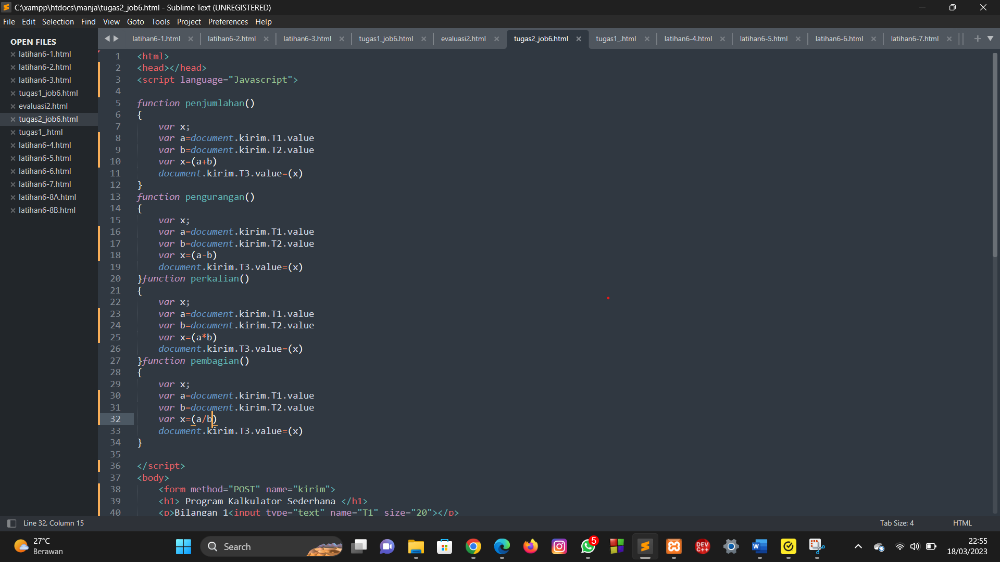 C:\xampp\htdocs\manja\tugas2_job6.html - Sublime Text (UNREGISTERED)
File Edit Selection Find View Goto Tools Project Preferences Help
OPEN FILES
latihan6-1.html
latihan6-2.html
latihan6-3.html
tugas1_job6.html
evaluasi2.html
tugas2_job6.html
tugas1_.html
latihan6-4.html
latihan6-5.html
latihan6-6.html
latihan6-7.html
latihan6-8A.html
latihan6-8B.html
latihan6-1.html latihan6-2.html latihan6-3.html tugas1_job6.html evaluasi2.html tugas2_job6.html tugas1_.html latihan6-4.html latihan6-5.html latihan6-6.html latihan6-7.html
1 <html>
2 <head></head>
3 <script language="Javascript">
4
5 function penjumlahan()
6 {
7 var x;
8 var a=document.kirim.T1.value
9 var b=document.kirim.T2.value
10 var x=(a+b)
11 document.kirim.T3.value=(x)
12 }
13 function pengurangan()
14 {
15 var x;
16 var a=document.kirim.T1.value
17 var b=document.kirim.T2.value
18 var x=(a-b)
19 document.kirim.T3.value=(x)
20 }function perkalian()
21 {
22 var x;
23 var a=document.kirim.T1.value
24 var b=document.kirim.T2.value
25 var x=(a*b)
26 document.kirim.T3.value=(x)
27 }function pembagian()
28 {
29 var x;
30 var a=document.kirim.T1.value
31 var b=document.kirim.T2.value
32 var x=(a/b)
33 document.kirim.T3.value=(x)
34 }
35
36 </script>
37 <body>
38 <form method="POST" name="kirim">
39 <h1> Program Kalkulator Sederhana </h1>
40 <p>Bilangan 1<input type="text" name="T1" size="20"></p>
Line 32, Column 15 Tab Size: 4 HTML
27°C
Berawan
Search
5
DEV
C++
W
22:55
18/03/2023